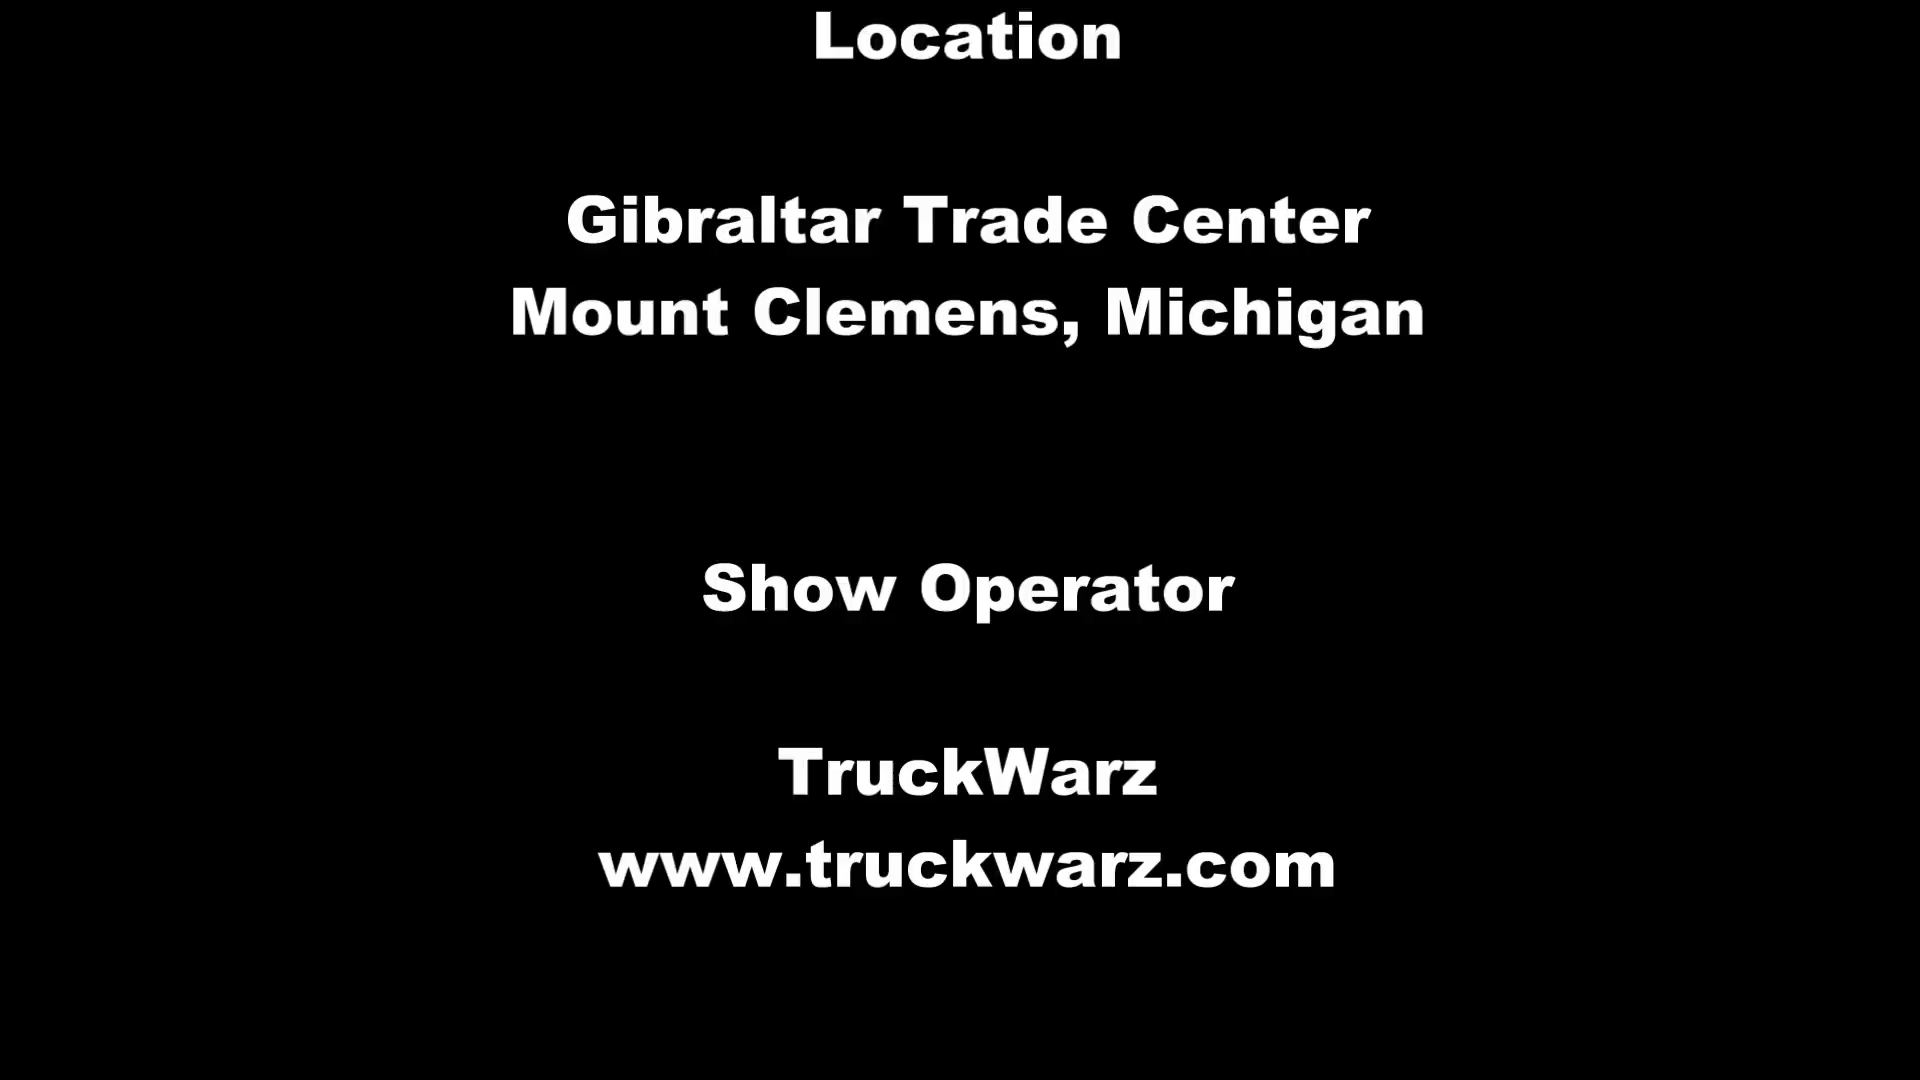 Location
Gibraltar Trade Center
Mount Clemens, Michigan
Show Operator
TruckWarz
www.truckwarz.com